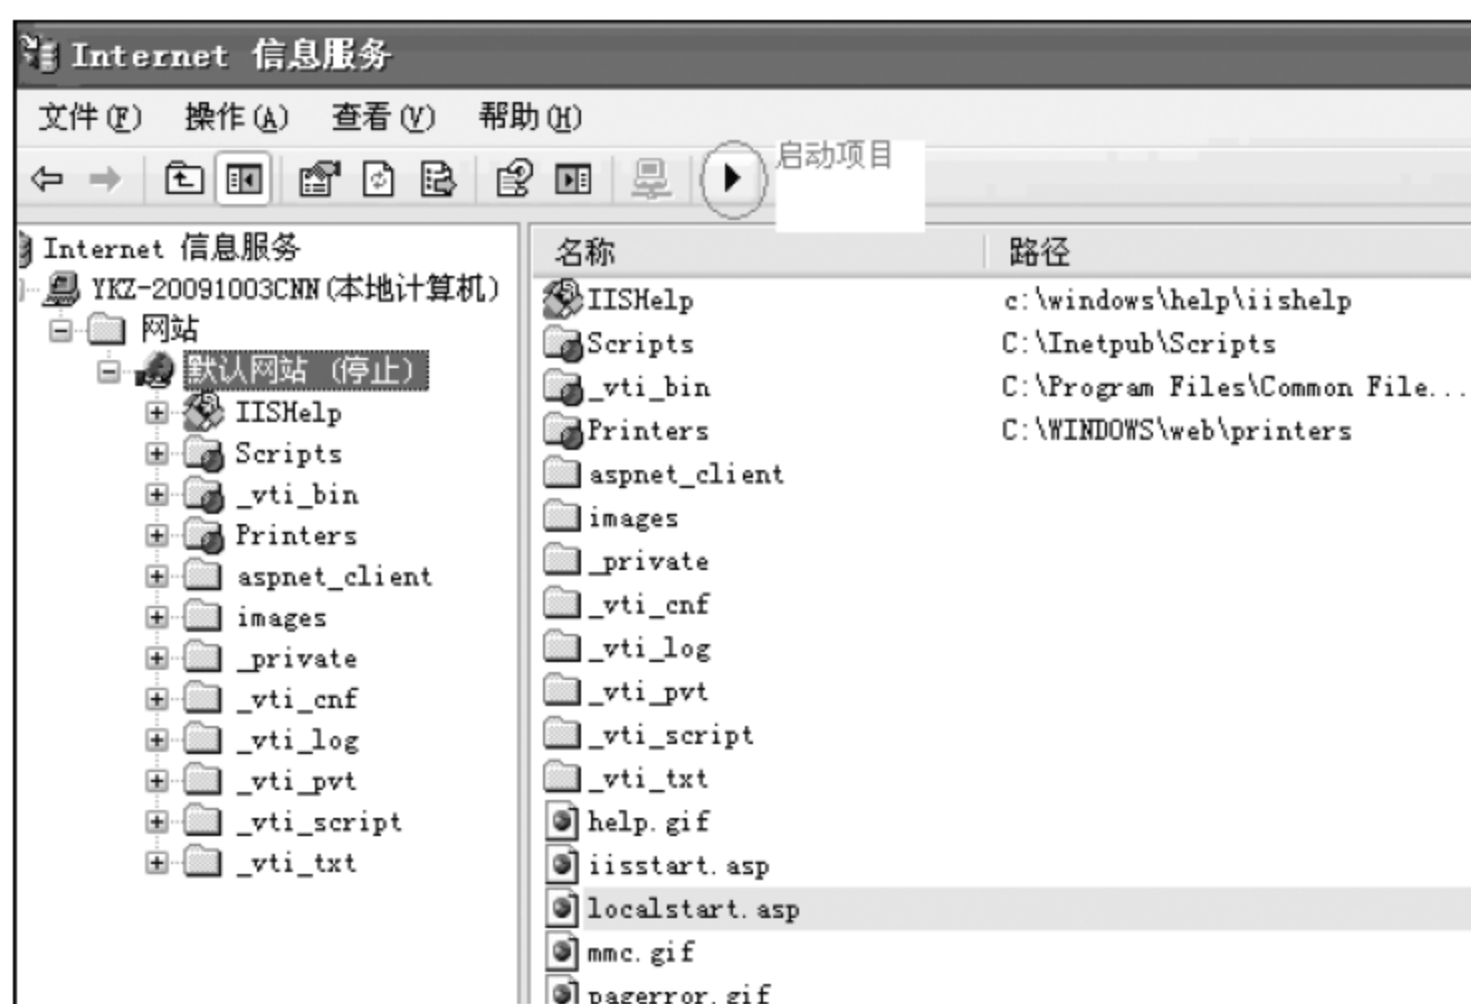 Internet 信息服务
文件(F) 操作(A) 查看(V) 帮助(H)
启动项目
Internet 信息服务
YKZ-20091003CNN(本地计算机)
网站
默认网站 (停止)
IISHelp
Scripts
_vti_bin
Printers
aspnet_client
images
_private
_vti_cnf
_vti_log
_vti_pvt
_vti_script
_vti_txt
名称 路径
IISHelp c:\windows\help\iishelp
Scripts C:\Inetpub\Scripts
_vti_bin C:\Program Files\Common File...
Printers C:\WINDOWS\web\printers
aspnet_client
images
_private
_vti_cnf
_vti_log
_vti_pvt
_vti_script
_vti_txt
help.gif
iisstart.asp
localstart.asp
mmc.gif
pagerror.gif